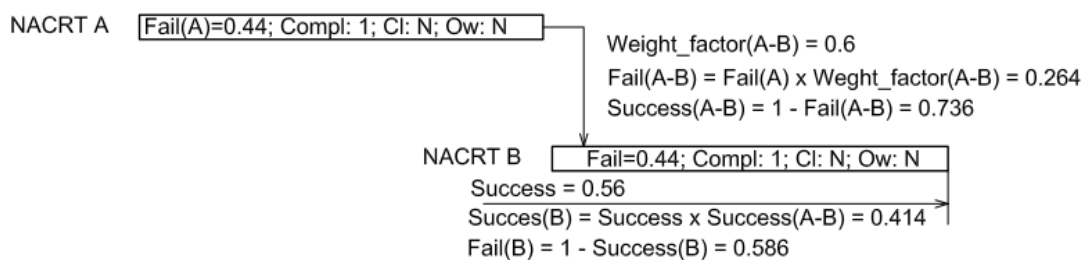 NACRT A Fail(A)=0.44; Compl: 1; Cl: N; Ow: N
Weight_factor(A-B) = 0.6
Fail(A-B) = Fail(A) x Weght_factor(A-B) = 0.264
Success(A-B) = 1 - Fail(A-B) = 0.736
NACRT B Fail=0.44; Compl: 1; Cl: N; Ow: N
Success = 0.56
Succes(B) = Success x Success(A-B) = 0.414
Fail(B) = 1 - Success(B) = 0.586